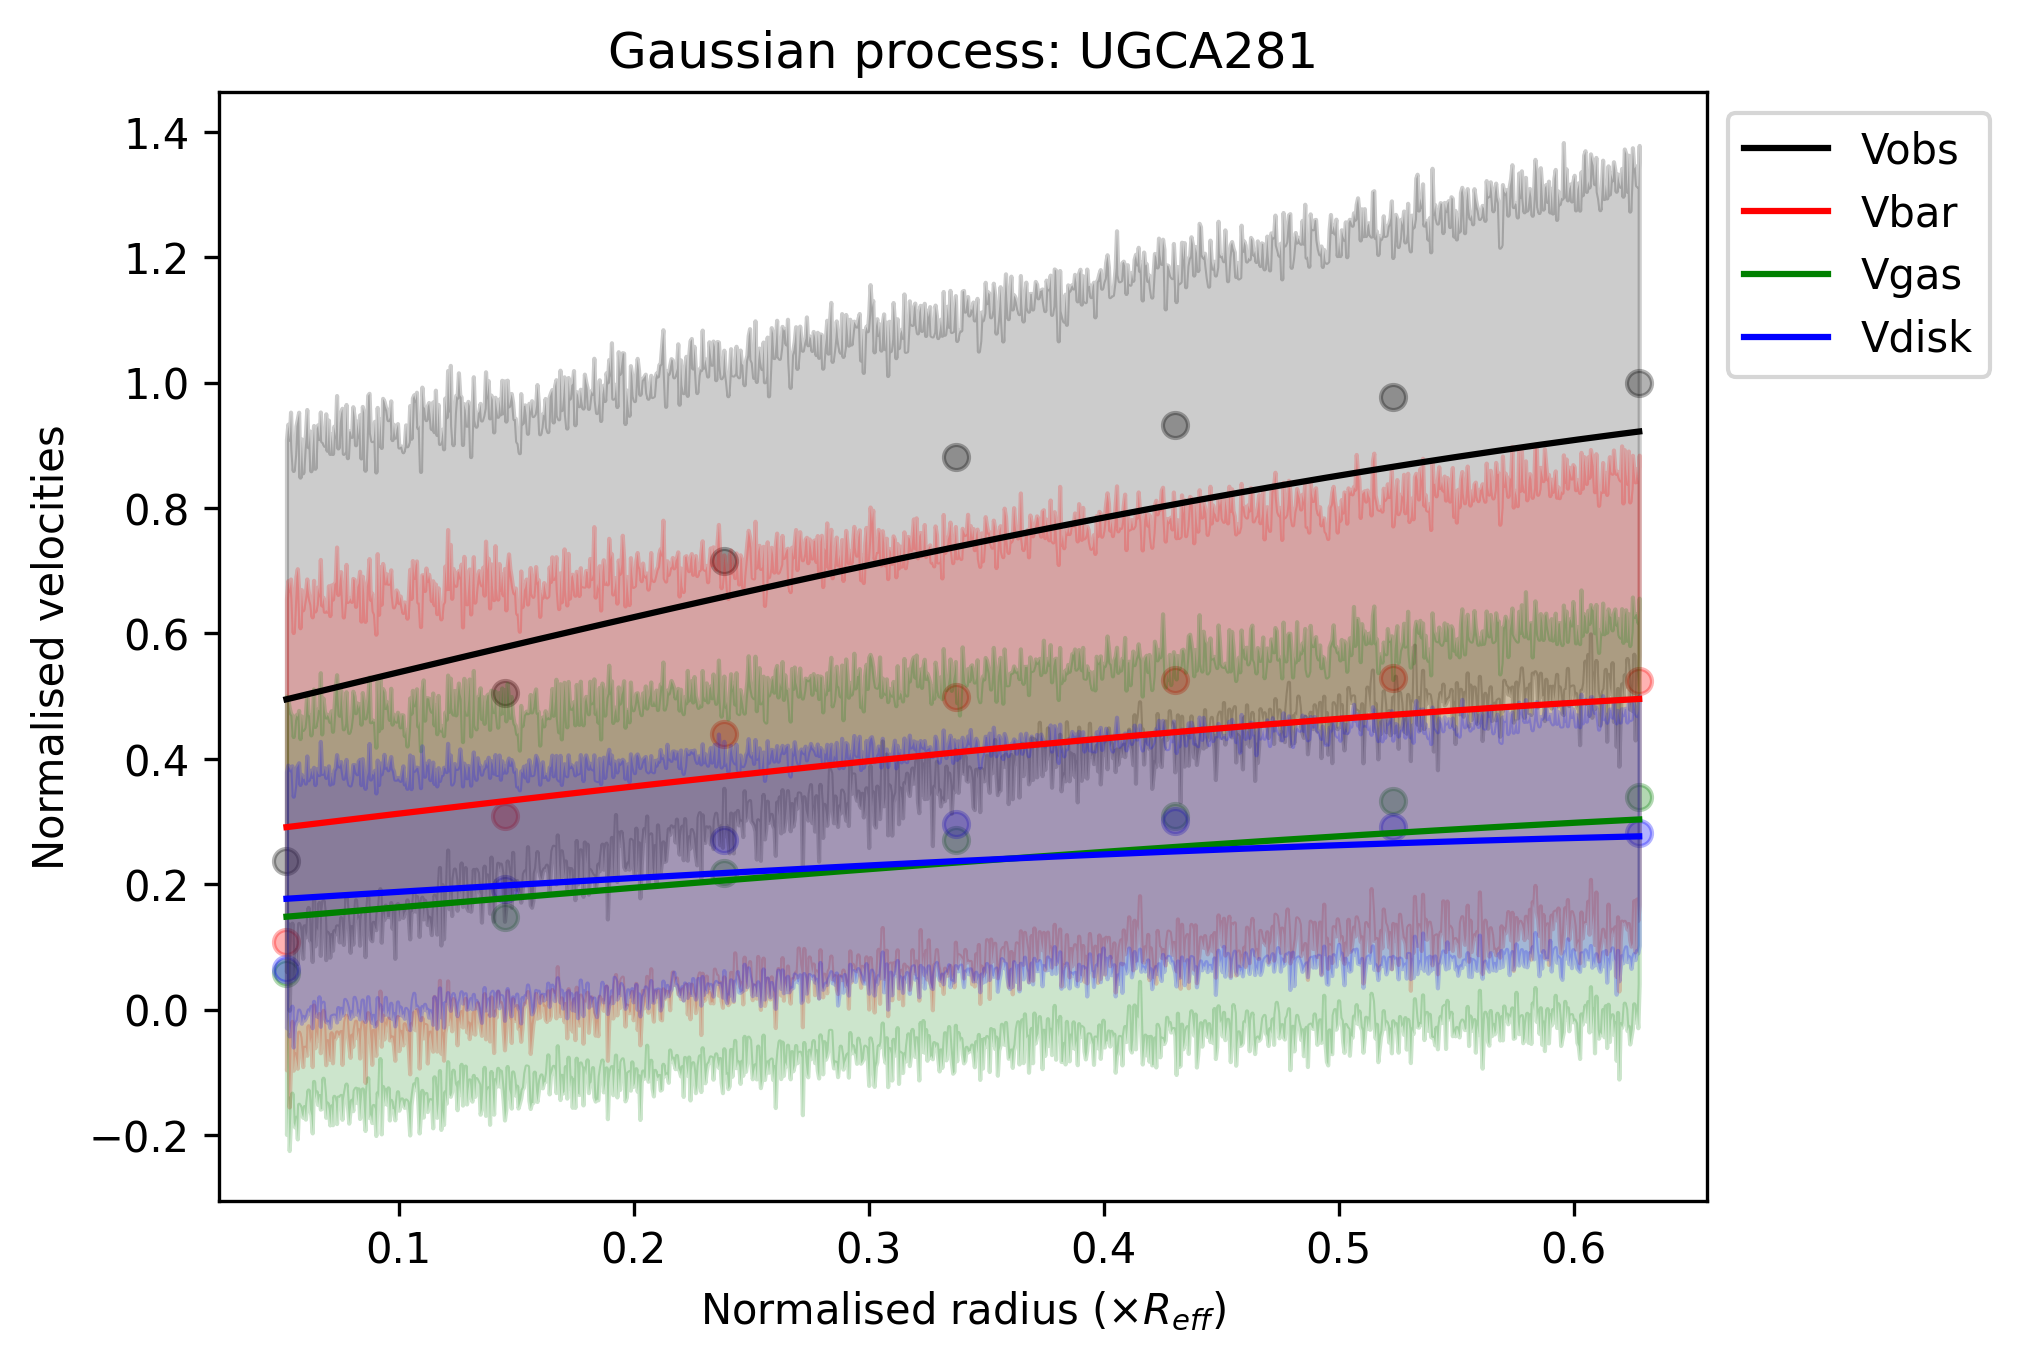 Gaussian process: UGCA281
Normalised velocities
1.4
1.2
1.0
0.8
0.6
0.4
0.2
0.0
−0.2
0.1 0.2 0.3 0.4 0.5 0.6
Normalised radius (×R_eff)
Vobs
Vbar
Vgas
Vdisk